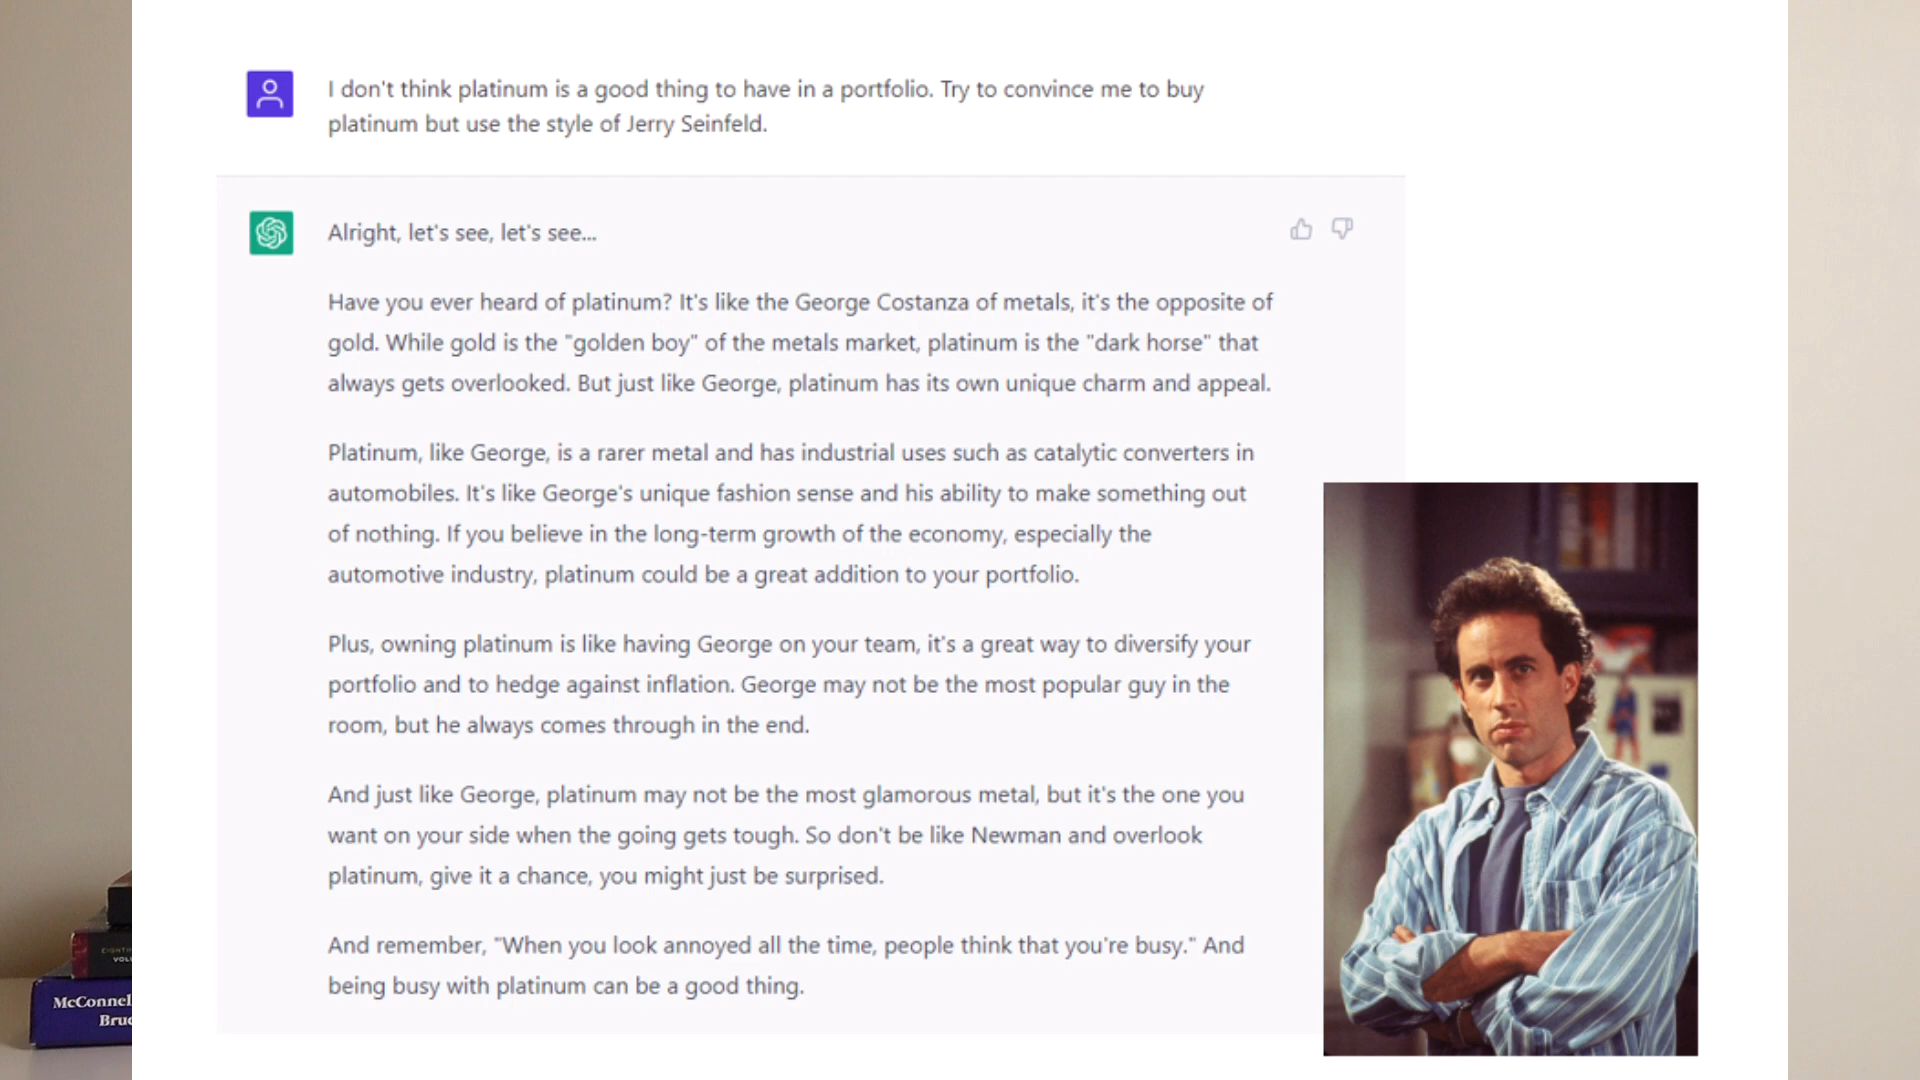 I don't think platinum is a good thing to have in a portfolio. Try to convince me to buy
platinum but use the style of Jerry Seinfeld.
Alright, let's see, let's see...
Have you ever heard of platinum? It's like the George Costanza of metals, it's the opposite of
gold. While gold is the "golden boy" of the metals market, platinum is the "dark horse" that
always gets overlooked. But just like George, platinum has its own unique charm and appeal.
Platinum, like George, is a rarer metal and has industrial uses such as catalytic converters in
automobiles. It's like George's unique fashion sense and his ability to make something out
of nothing. If you believe in the long-term growth of the economy, especially the
automotive industry, platinum could be a great addition to your portfolio.
Plus, owning platinum is like having George on your team, it's a great way to diversify your
portfolio and to hedge against inflation. George may not be the most popular guy in the
room, but he always comes through in the end.
And just like George, platinum may not be the most glamorous metal, but it's the one you
want on your side when the going gets tough. So don't be like Newman and overlook
platinum, give it a chance, you might just be surprised.
And remember, "When you look annoyed all the time, people think that you're busy." And
being busy with platinum can be a good thing.
McConnel
Bruc